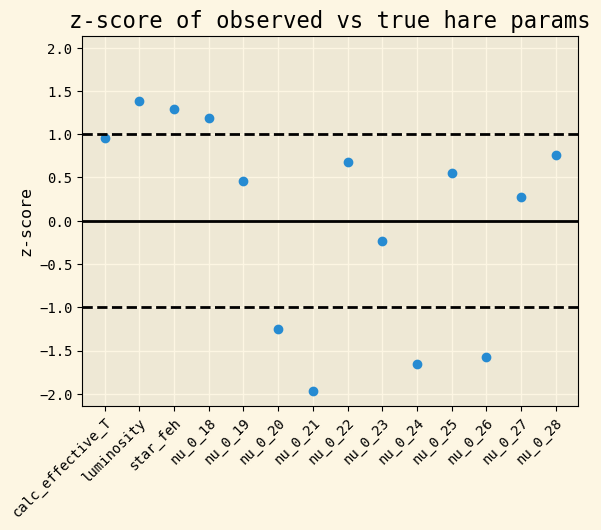 z-score of observed vs true hare params
z-score
2.0
1.5
1.0
0.5
0.0
−0.5
−1.0
−1.5
−2.0
calc_effective_T
luminosity
star_feh
nu_0_18
nu_0_19
nu_0_20
nu_0_21
nu_0_22
nu_0_23
nu_0_24
nu_0_25
nu_0_26
nu_0_27
nu_0_28